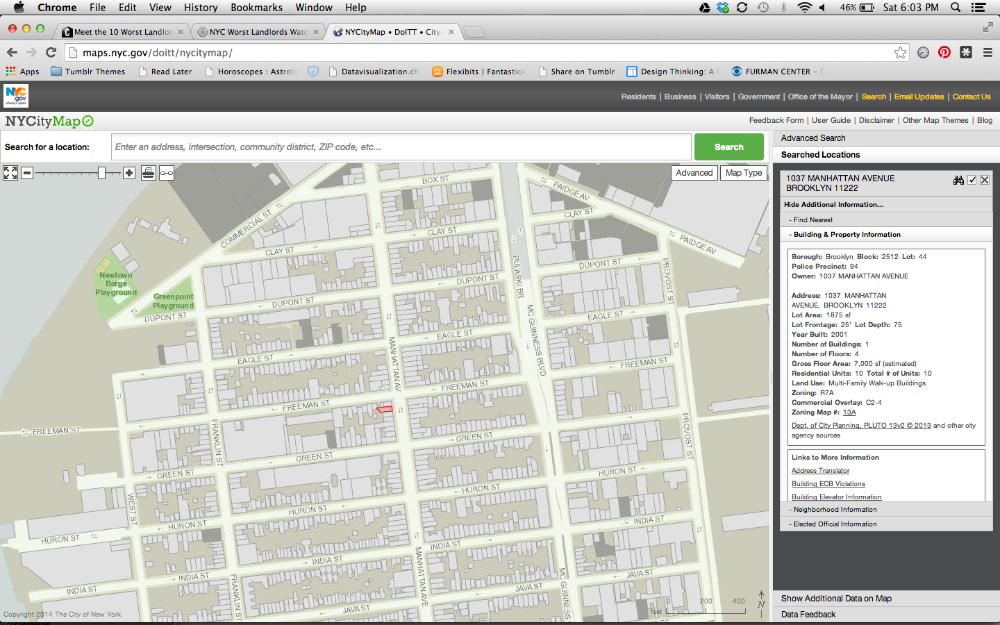 Chrome File Edit View History Bookmarks Window Help
46% Sat 6:03 PM
Meet the 10 Worst Landlor
NYC Worst Landlords Watc
NYCityMap • DoITT • City-
maps.nyc.gov/doitt/nycitymap/
Apps Tumblr Themes Read Later Horoscopes : Astrolo Datavisualization.ch Flexibits | Fantastica Share on Tumblr Design Thinking: A C FURMAN CENTER – C
NYC
.gov
always open
Residents | Business | Visitors | Government | Office of the Mayor | Search | Email Updates | Contact Us
NYCityMap
Feedback Form | User Guide | Disclaimer | Other Map Themes | Blog
Search for a location:
Enter an address, intersection, community district, ZIP code, etc...
Search
Advanced
Map Type
BOX ST
PAIDGE AV
COMMERCIAL ST
CLAY ST
CLAY ST
CLAY ST
PAIDGE AV
PULASKI BR
DUPONT ST
PROVOST ST
Newtown
Barge
Playground
Greenpoint
Playground
DUPONT ST
DUPONT ST
DUPONT ST
MC GUINNESS BLVD
EAGLE ST
EAGLE ST
EAGLE ST
MANHATTAN AV
FREEMAN ST
FREEMAN ST
FREEMAN ST
FREEMAN ST
FRANKLIN ST
PROVOST ST
GREEN ST
GREEN ST
GREEN ST
HURON ST
HURON ST
HURON ST
HURON ST
HURON ST
WEST ST
INDIA ST
INDIA ST
INDIA ST
INDIA ST
INDIA ST
MANHATTAN AVE
FRANKLIN ST
MC GUINNESS
JAVA ST
JAVA ST
JAVA ST
0 200 400
feet
N
Copyright 2014 The City of New York
Advanced Search
Searched Locations
1037 MANHATTAN AVENUE
BROOKLYN 11222
Hide Additional Information...
- Find Nearest
- Building & Property Information
Borough: Brooklyn Block: 2512 Lot: 44
Police Precinct: 94
Owner: 1037 MANHATTAN AVENUE
Address: 1037 MANHATTAN
AVENUE, BROOKLYN 11222
Lot Area: 1875 sf
Lot Frontage: 25' Lot Depth: 75
Year Built: 2001
Number of Buildings: 1
Number of Floors: 4
Gross Floor Area: 7,000 sf (estimated)
Residential Units: 10 Total # of Units: 10
Land Use: Multi-Family Walk-up Buildings
Zoning: R7A
Commercial Overlay: C2-4
Zoning Map #: 13A
Dept. of City Planning, PLUTO 13v2 © 2013 and other city
agency sources
Links to More Information
Address Translator
Building ECB Violations
Building Elevator Information
- Neighborhood Information
- Elected Official Information
Show Additional Data on Map
Data Feedback